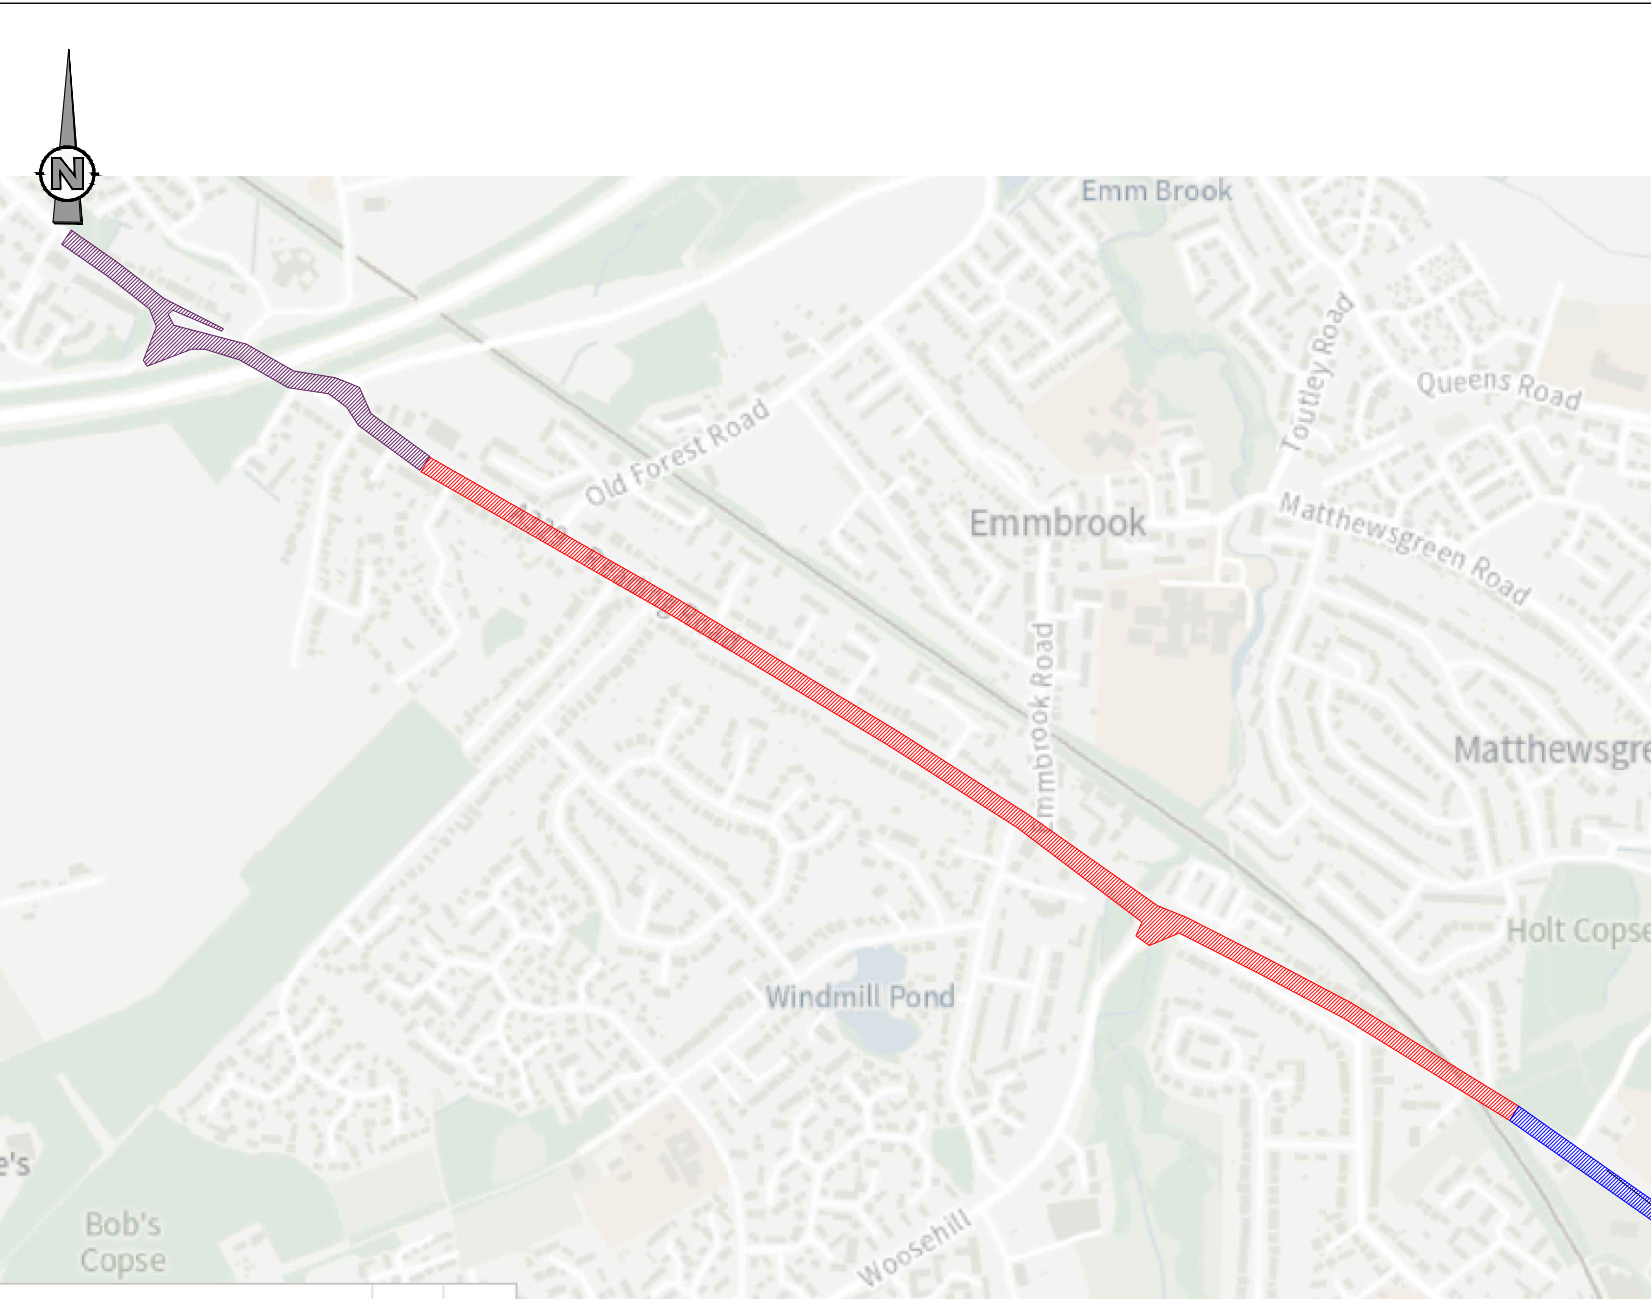 N
Emm Brook
Toutley Road
Queens Road
Old Forest Road
Emmbrook
Matthewsgreen Road
Emmbrook Road
Matthewsgre
Holt Copse
Windmill Pond
e's
Bob's
Copse
Woosehill